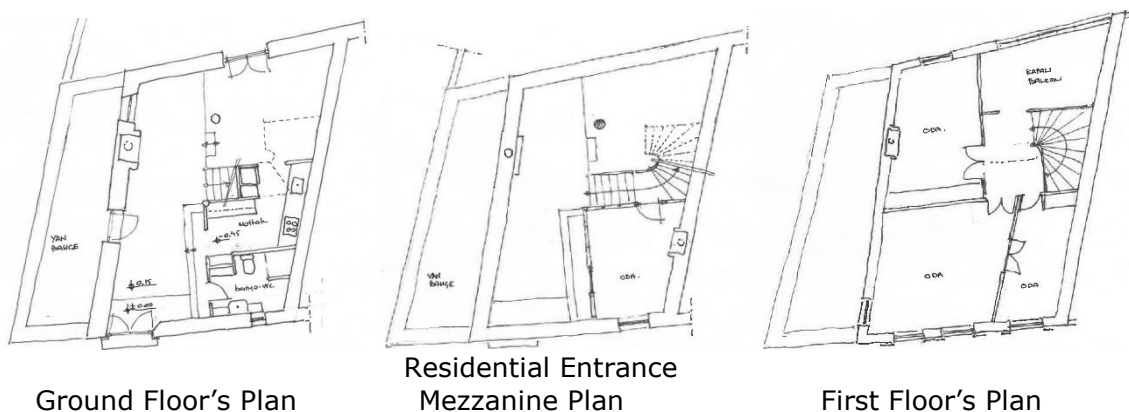 YAN
BAHÇE
mutfak
-0.45
banyo-wc
+0.15
±0.00
YAN
BAHÇE
ODA.
KAPALI
BALKON
ODA.
ODA
ODA
Residential Entrance
Ground Floor’s Plan
Mezzanine Plan
First Floor’s Plan